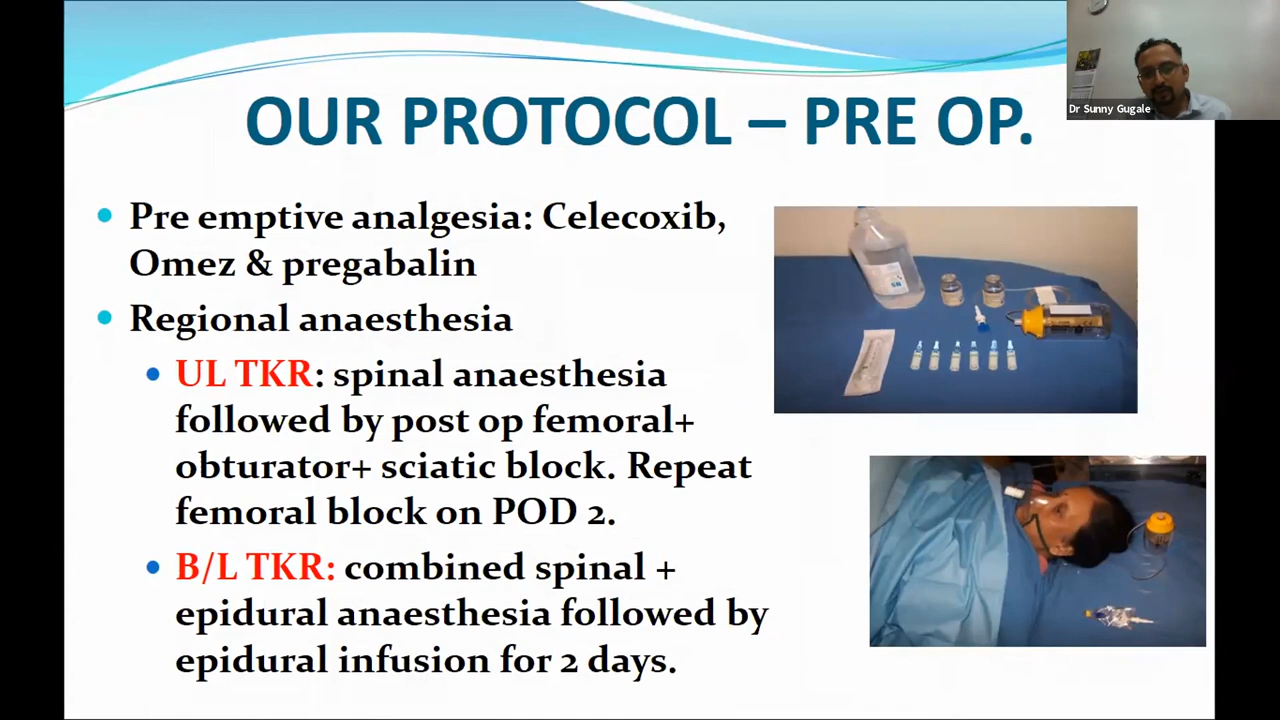 Dr Sunny Gugale
OUR PROTOCOL – PRE OP.
Pre emptive analgesia: Celecoxib,
Omez & pregabalin
Regional anaesthesia
UL TKR: spinal anaesthesia
followed by post op femoral+
obturator+ sciatic block. Repeat
femoral block on POD 2.
B/L TKR: combined spinal +
epidural anaesthesia followed by
epidural infusion for 2 days.